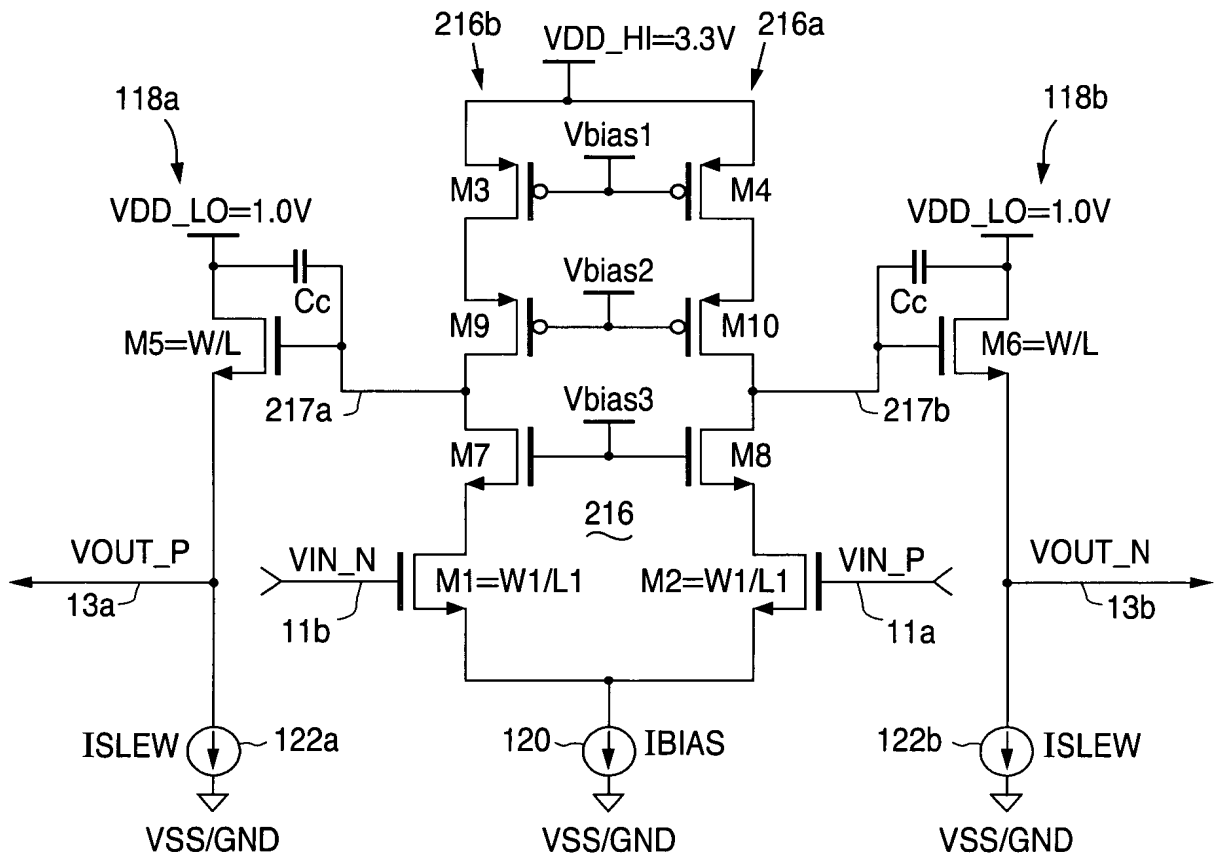 216b
216a
VDD_HI=3.3V
118a
118b
Vbias1
M3
M4
VDD_LO=1.0V
VDD_LO=1.0V
Vbias2
Cc
Cc
M9
M10
M5=W/L
M6=W/L
217a
Vbias3
217b
M7
M8
216
VOUT_P
VIN_N
M1=W1/L1
M2=W1/L1
VIN_P
VOUT_N
13a
11b
11a
13b
ISLEW
122a
120
IBIAS
122b
ISLEW
VSS/GND
VSS/GND
VSS/GND